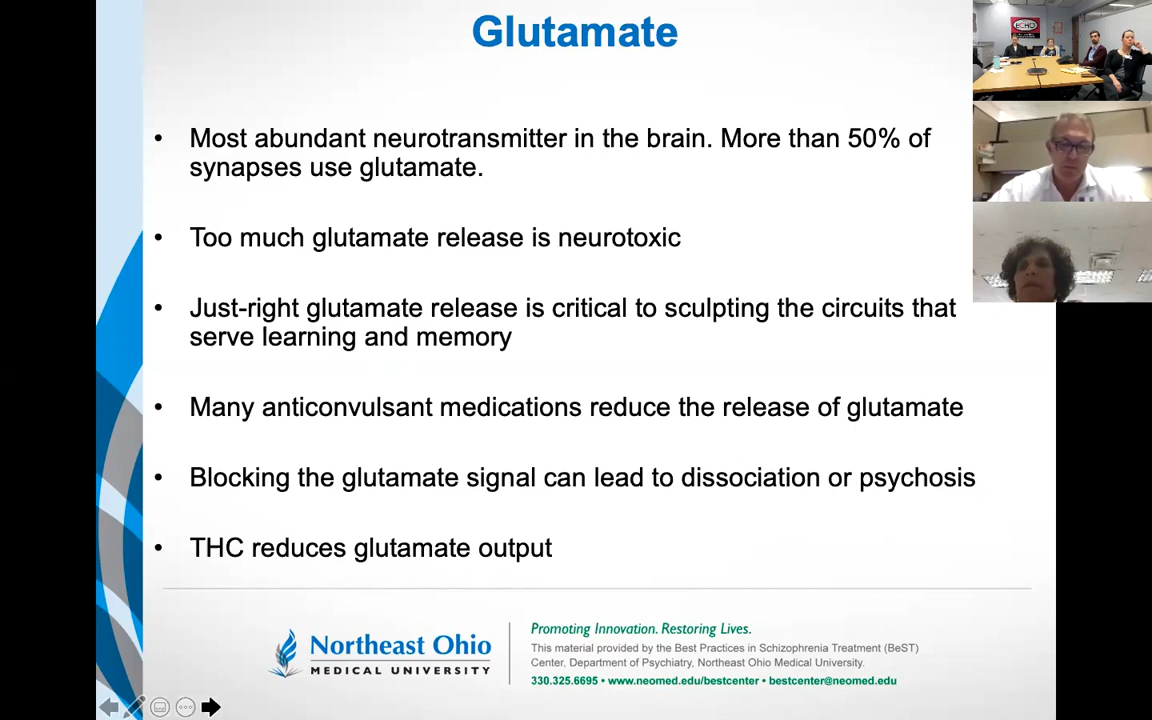 Glutamate
• Most abundant neurotransmitter in the brain. More than 50% of
synapses use glutamate.
• Too much glutamate release is neurotoxic
• Just-right glutamate release is critical to sculpting the circuits that
serve learning and memory
• Many anticonvulsant medications reduce the release of glutamate
• Blocking the glutamate signal can lead to dissociation or psychosis
• THC reduces glutamate output
Northeast Ohio
MEDICAL UNIVERSITY
Promoting Innovation. Restoring Lives.
This material provided by the Best Practices in Schizophrenia Treatment (BeST)
Center, Department of Psychiatry, Northeast Ohio Medical University.
330.325.6695 • www.neomed.edu/bestcenter • bestcenter@neomed.edu
ECHO